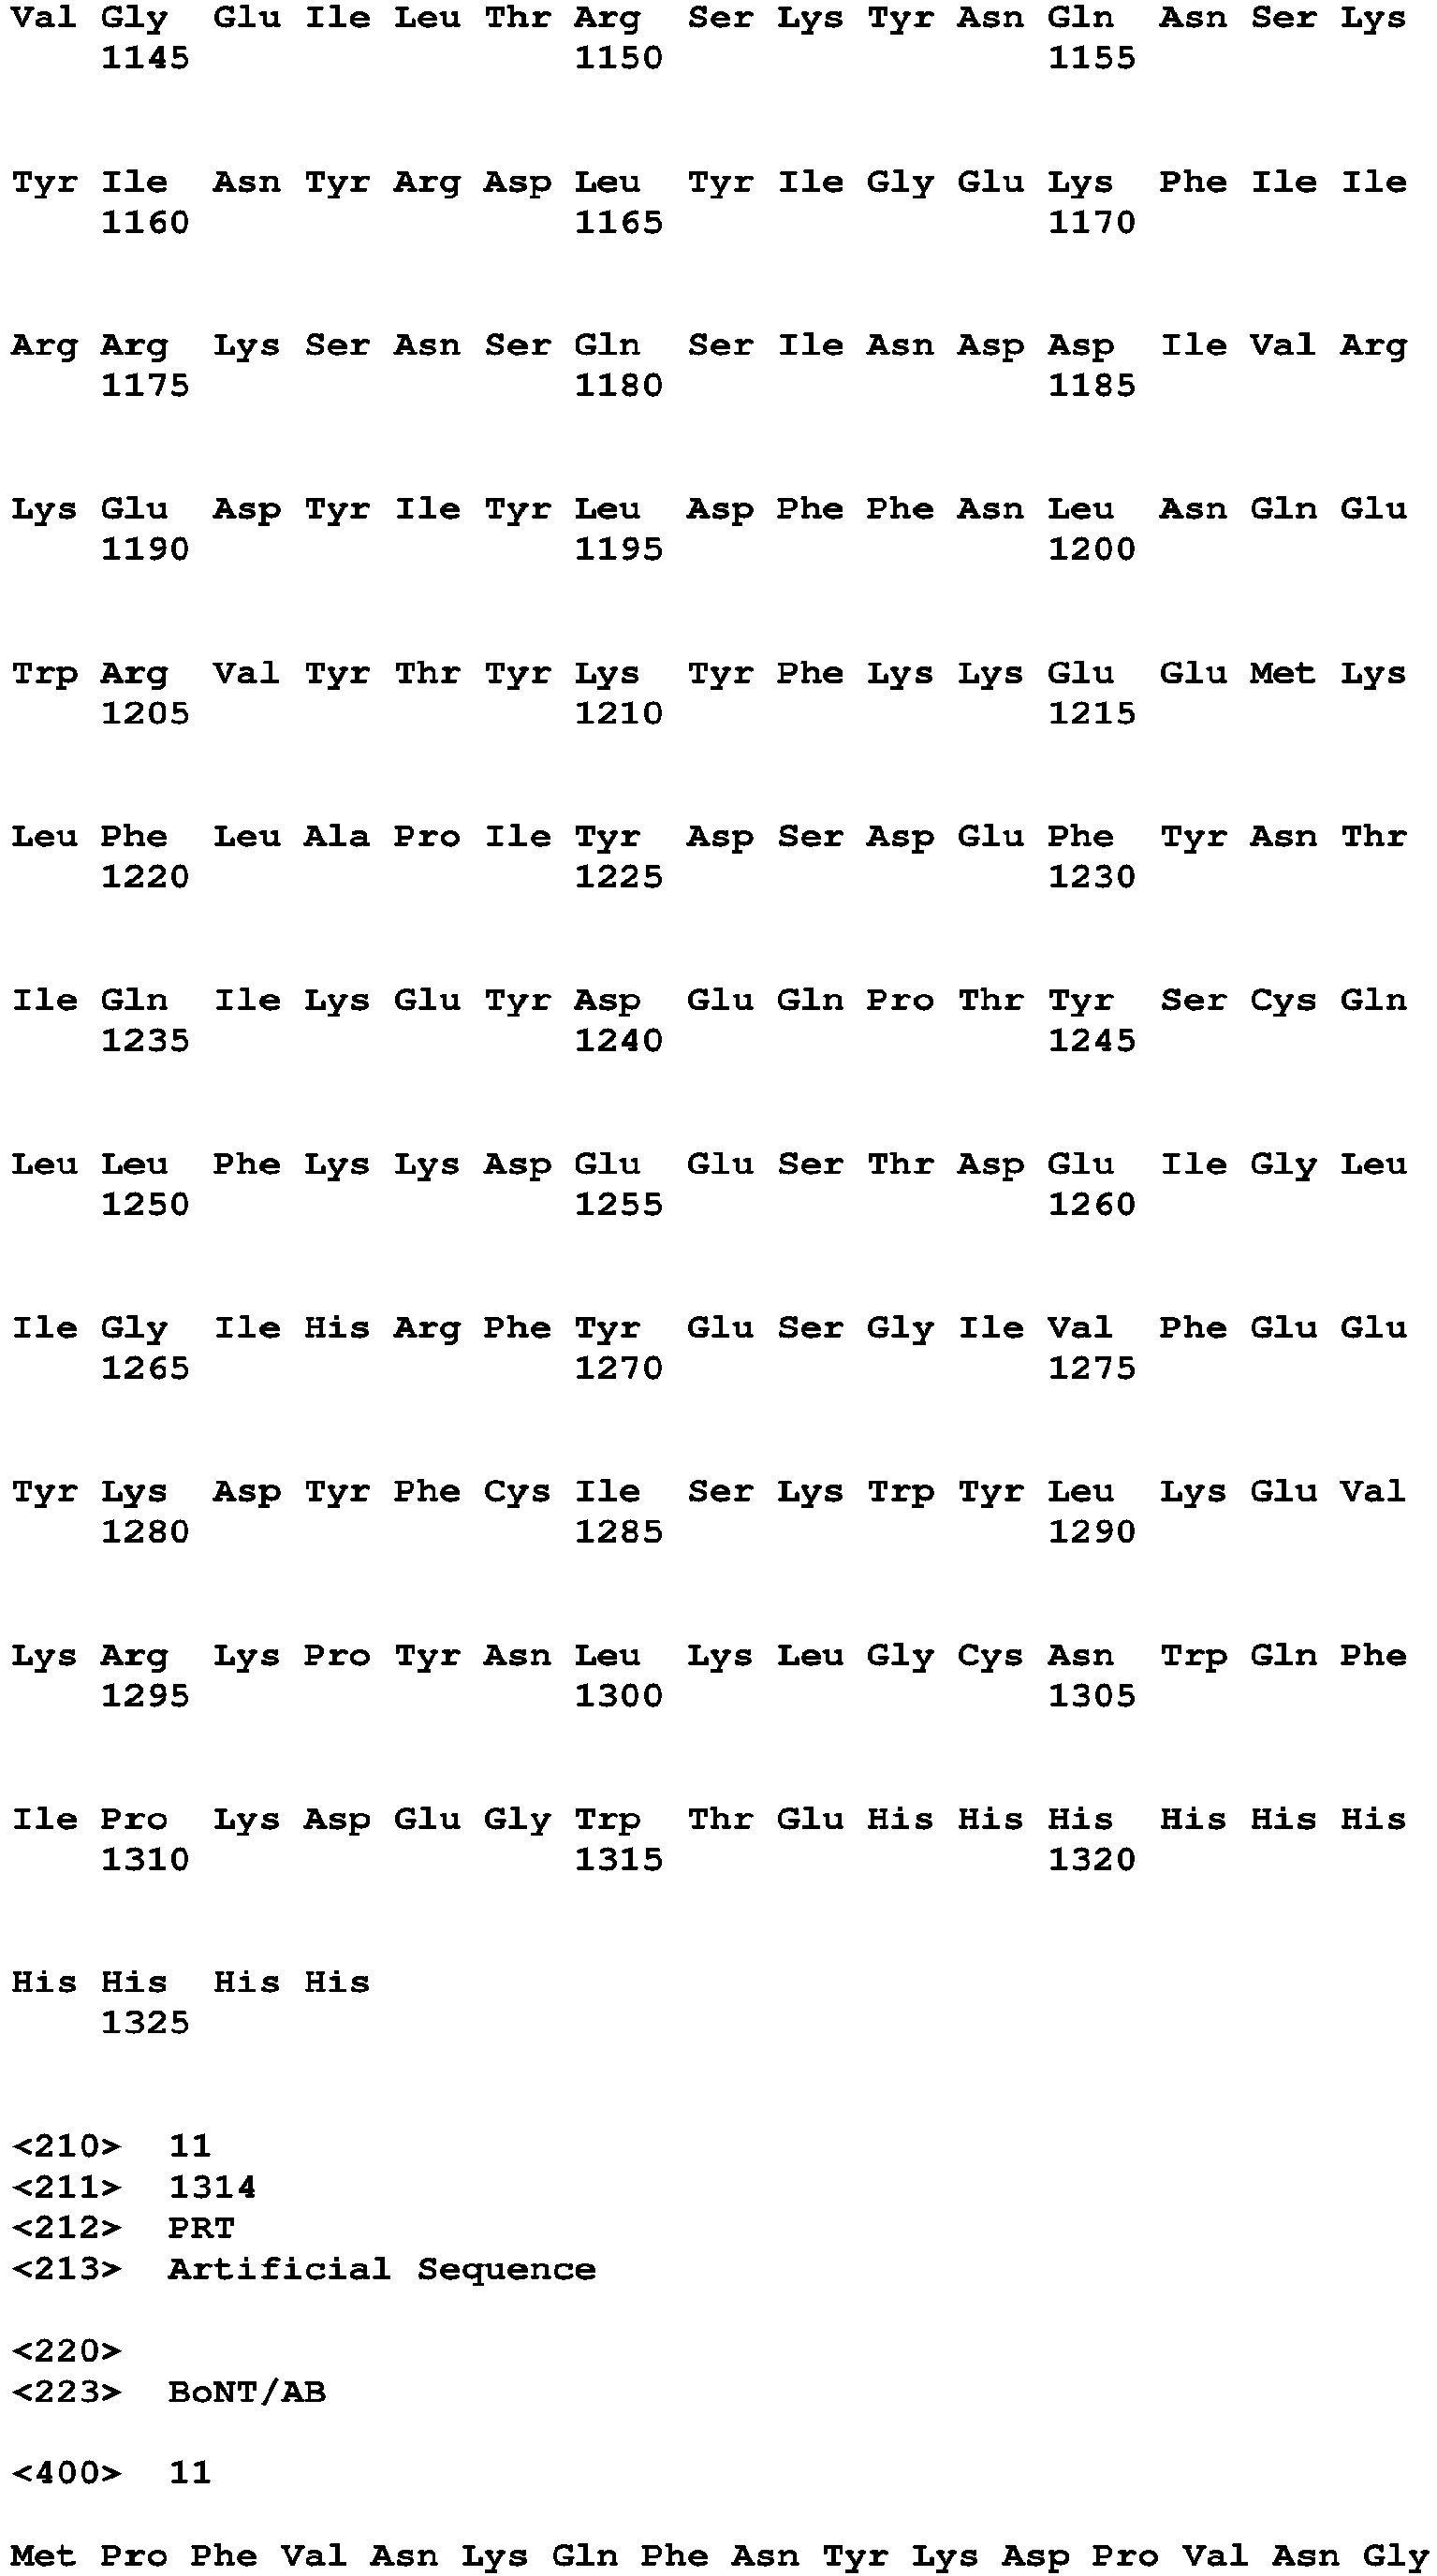 Val Gly Glu Ile Leu Thr Arg Ser Lys Tyr Asn Gln Asn Ser Lys
1145 1150 1155
Tyr Ile Asn Tyr Arg Asp Leu Tyr Ile Gly Glu Lys Phe Ile Ile
1160 1165 1170
Arg Arg Lys Ser Asn Ser Gln Ser Ile Asn Asp Asp Ile Val Arg
1175 1180 1185
Lys Glu Asp Tyr Ile Tyr Leu Asp Phe Phe Asn Leu Asn Gln Glu
1190 1195 1200
Trp Arg Val Tyr Thr Tyr Lys Tyr Phe Lys Lys Glu Glu Met Lys
1205 1210 1215
Leu Phe Leu Ala Pro Ile Tyr Asp Ser Asp Glu Phe Tyr Asn Thr
1220 1225 1230
Ile Gln Ile Lys Glu Tyr Asp Glu Gln Pro Thr Tyr Ser Cys Gln
1235 1240 1245
Leu Leu Phe Lys Lys Asp Glu Glu Ser Thr Asp Glu Ile Gly Leu
1250 1255 1260
Ile Gly Ile His Arg Phe Tyr Glu Ser Gly Ile Val Phe Glu Glu
1265 1270 1275
Tyr Lys Asp Tyr Phe Cys Ile Ser Lys Trp Tyr Leu Lys Glu Val
1280 1285 1290
Lys Arg Lys Pro Tyr Asn Leu Lys Leu Gly Cys Asn Trp Gln Phe
1295 1300 1305
Ile Pro Lys Asp Glu Gly Trp Thr Glu His His His His His His
1310 1315 1320
His His His His
1325
<210> 11
<211> 1314
<212> PRT
<213> Artificial Sequence
<220>
<223> BoNT/AB
<400> 11
Met Pro Phe Val Asn Lys Gln Phe Asn Tyr Lys Asp Pro Val Asn Gly